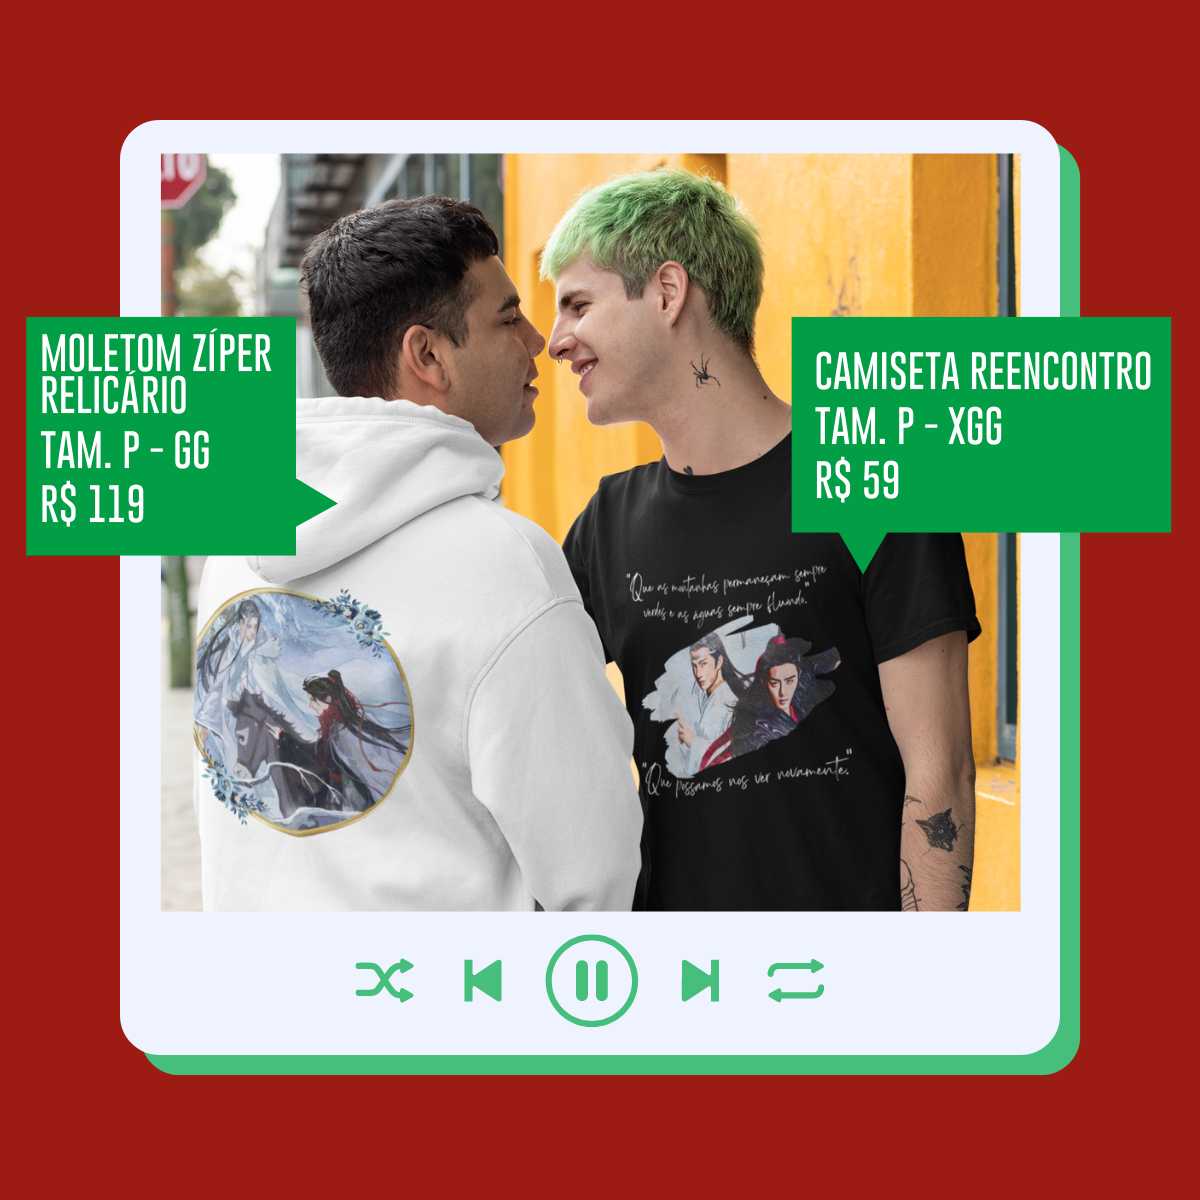 MOLETOM ZÍPER
RELICÁRIO
TAM. P - GG
R$ 119
CAMISETA REENCONTRO
TAM. P - XGG
R$ 59
"Que as montanhas permaneçam sempre
verdes e as águas sempre fluindo."
"Que possamos nos ver novamente."